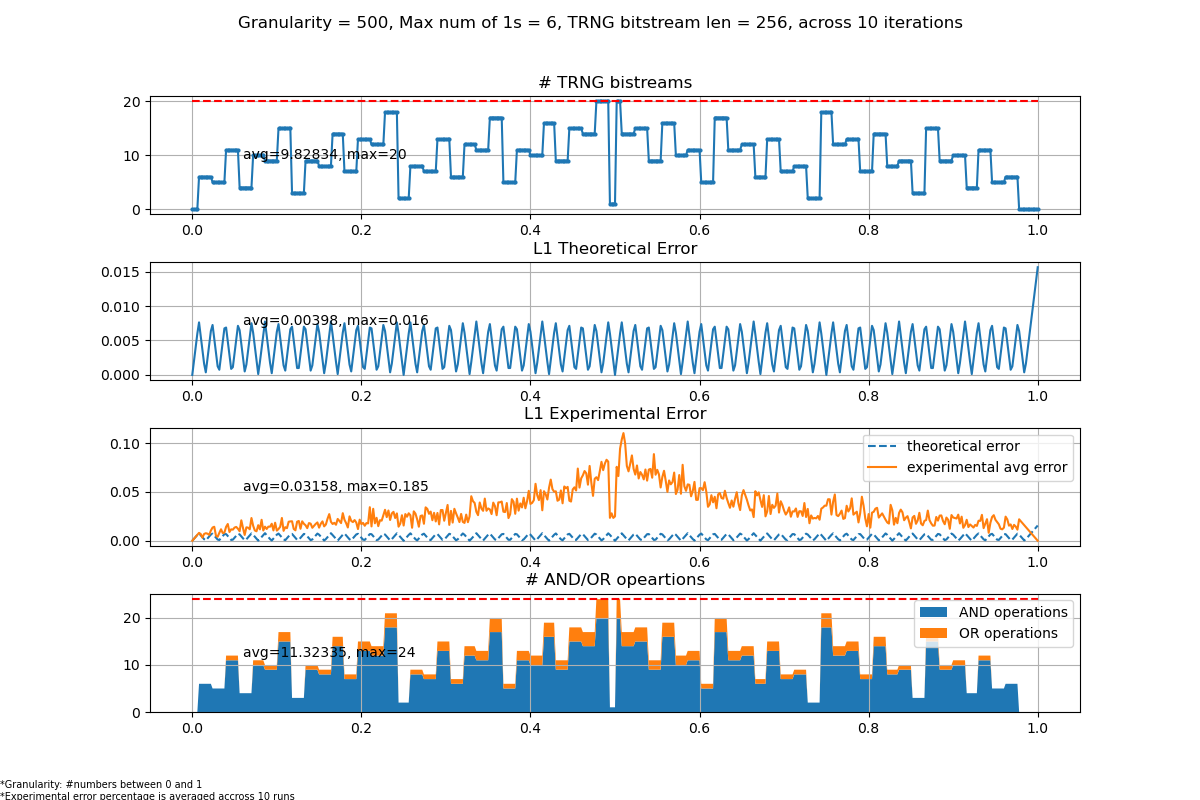 Granularity = 500, Max num of 1s = 6, TRNG bitstream len = 256, across 10 iterations
# TRNG bistreams
20
10
0
avg=9.82834, max=20
0.0 0.2 0.4 0.6 0.8 1.0
L1 Theoretical Error
0.015
0.010
0.005
0.000
avg=0.00398, max=0.016
0.0 0.2 0.4 0.6 0.8 1.0
L1 Experimental Error
0.10
0.05
0.00
avg=0.03158, max=0.185
theoretical error
experimental avg error
0.0 0.2 0.4 0.6 0.8 1.0
# AND/OR opeartions
20
10
0
avg=11.32335, max=24
AND operations
OR operations
0.0 0.2 0.4 0.6 0.8 1.0
*Granularity: #numbers between 0 and 1
*Experimental error percentage is averaged accross 10 runs